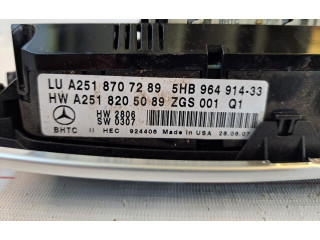 LU A251 870 72 89 5HB 964 914-33
HW A251 820 50 89 ZGS 001 Q1
HW 2806
SW 0307
BHTC II HEC 924406 Made in USA 28.06.07